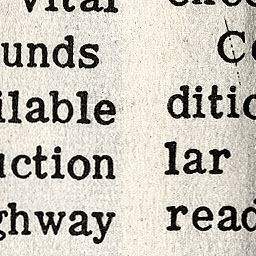 vital
unds
ilable
uction
ghway
Co
ditio
lar
read